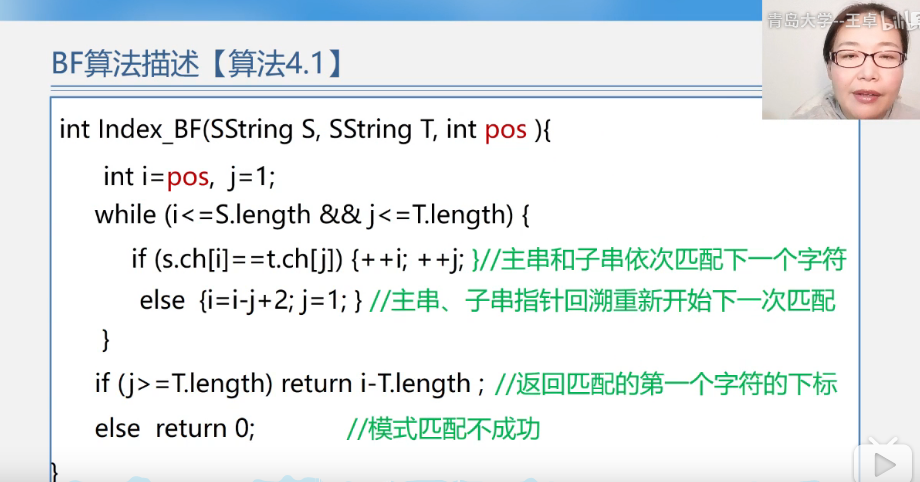 青岛大学--王卓
bilibili
BF算法描述【算法4.1】
int Index_BF(SString S, SString T, int pos ){
int i=pos, j=1;
while (i<=S.length && j<=T.length) {
if (s.ch[i]==t.ch[j]) {++i; ++j; }//主串和子串依次匹配下一个字符
else {i=i-j+2; j=1; } //主串、子串指针回溯重新开始下一次匹配
}
if (j>=T.length) return i-T.length ; //返回匹配的第一个字符的下标
else return 0; //模式匹配不成功
}